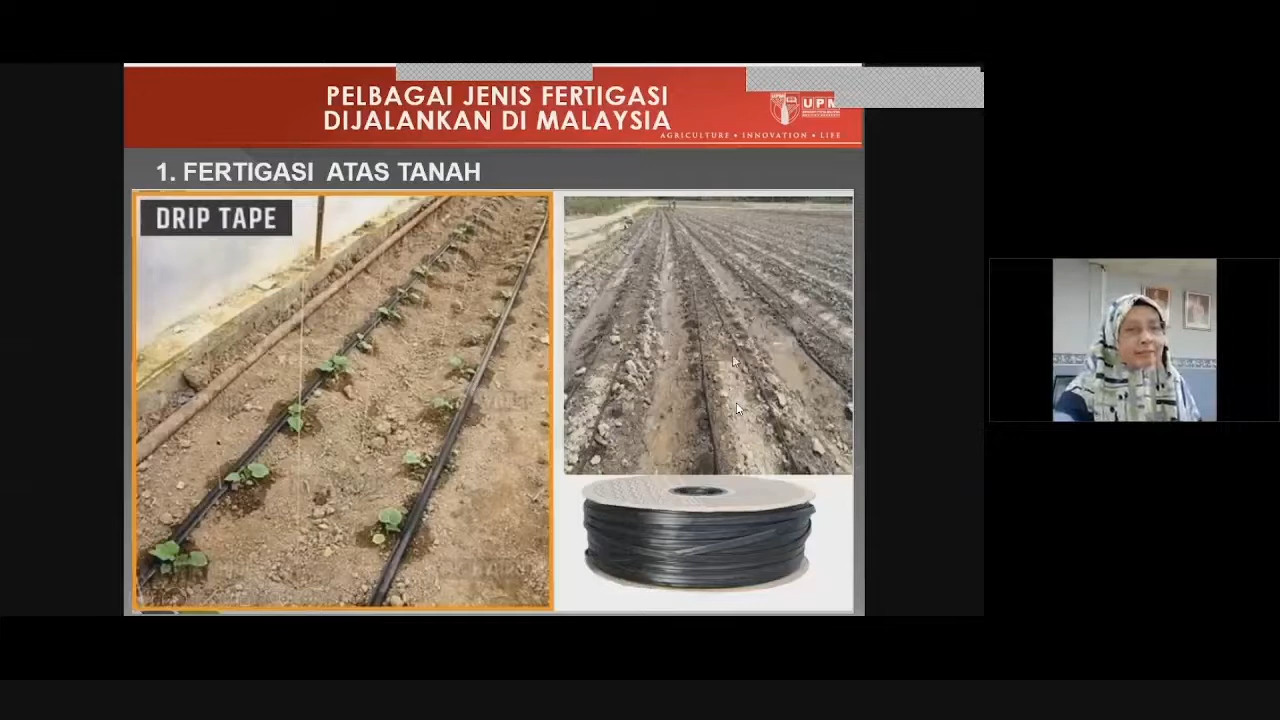 PELBAGAI JENIS FERTIGASI
DIJALANKAN DI MALAYSIA
UPM
AGRICULTURE • INNOVATION • LIFE
1. FERTIGASI ATAS TANAH
DRIP TAPE